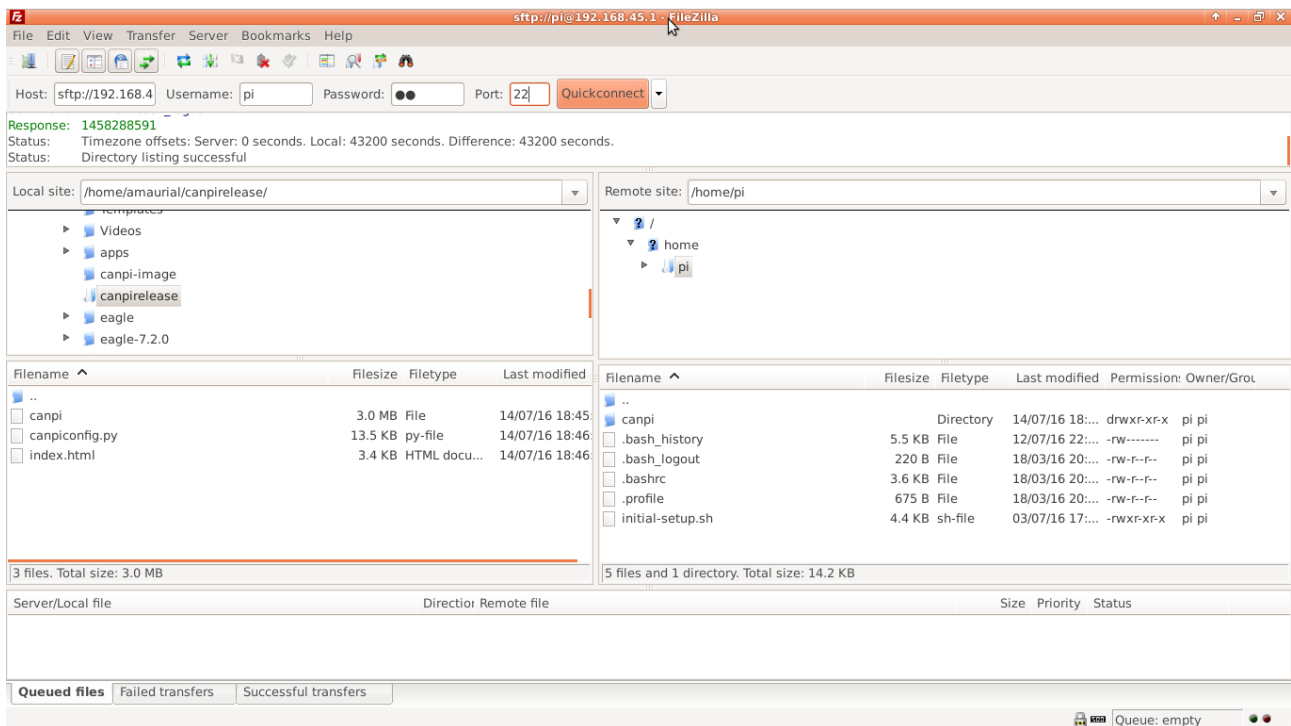 sftp://pi@192.168.45.1 - FileZilla
File Edit View Transfer Server Bookmarks Help
Host: sftp://192.168.4 Username: pi Password: ●● Port: 22 Quickconnect
Response: 1458288591
Status: Timezone offsets: Server: 0 seconds. Local: 43200 seconds. Difference: 43200 seconds.
Status: Directory listing successful
Local site: /home/amaurial/canpirelease/
Templates
Videos
apps
canpi-image
canpirelease
eagle
eagle-7.2.0
Remote site: /home/pi
/
home
pi
Filename Filesize Filetype Last modified
..
canpi 3.0 MB File 14/07/16 18:45:
canpiconfig.py 13.5 KB py-file 14/07/16 18:46:
index.html 3.4 KB HTML docu... 14/07/16 18:46:
3 files. Total size: 3.0 MB
Filename Filesize Filetype Last modified Permission: Owner/Grou
..
canpi Directory 14/07/16 18:... drwxr-xr-x pi pi
.bash_history 5.5 KB File 12/07/16 22:... -rw------- pi pi
.bash_logout 220 B File 18/03/16 20:... -rw-r--r-- pi pi
.bashrc 3.6 KB File 18/03/16 20:... -rw-r--r-- pi pi
.profile 675 B File 18/03/16 20:... -rw-r--r-- pi pi
initial-setup.sh 4.4 KB sh-file 03/07/16 17:... -rwxr-xr-x pi pi
5 files and 1 directory. Total size: 14.2 KB
Server/Local file Direction Remote file Size Priority Status
Queued files Failed transfers Successful transfers
Queue: empty